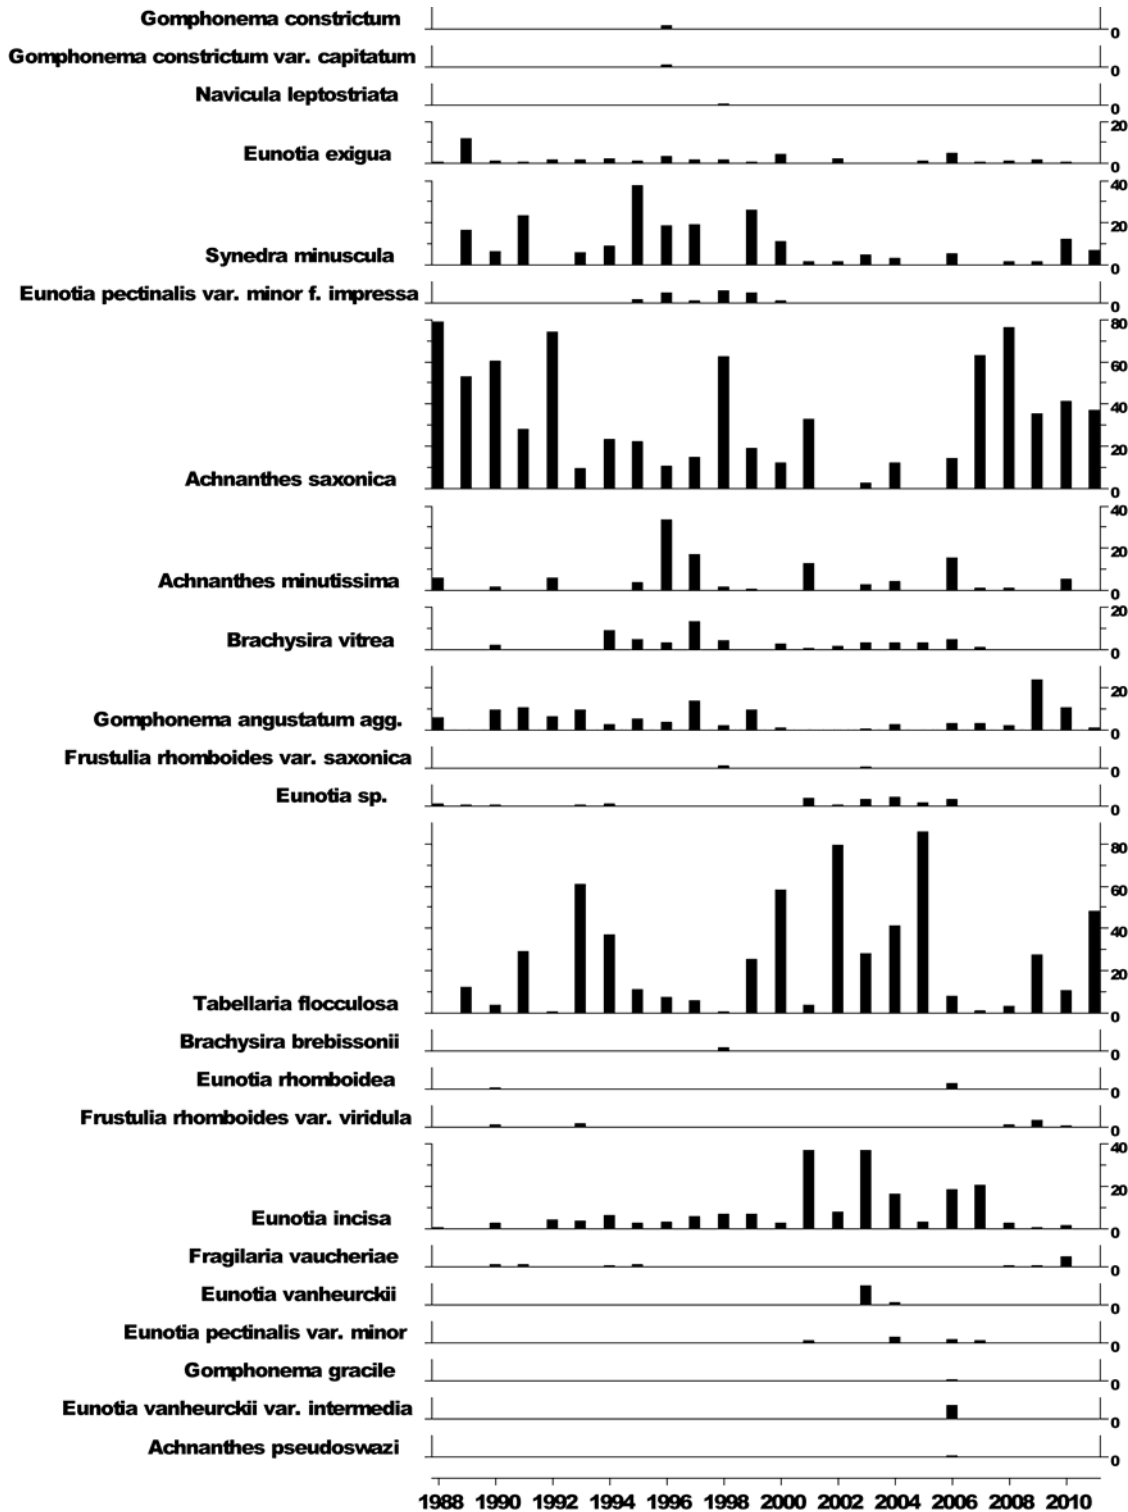 Gomphonema constrictum
0
Gomphonema constrictum var. capitatum
0
Navicula leptostriata
0
20
Eunotia exigua
0
40
20
Synedra minuscula
0
Eunotia pectinalis var. minor f. impressa
0
80
60
40
20
Achnanthes saxonica
0
40
20
Achnanthes minutissima
0
20
Brachysira vitrea
0
20
Gomphonema angustatum agg.
0
Frustulia rhomboides var. saxonica
0
Eunotia sp.
0
80
60
40
20
Tabellaria flocculosa
0
Brachysira brebissonii
0
Eunotia rhomboidea
0
Frustulia rhomboides var. viridula
0
40
20
Eunotia incisa
0
Fragilaria vaucheriae
0
Eunotia vanheurckii
0
Eunotia pectinalis var. minor
0
Gomphonema gracile
0
Eunotia vanheurckii var. intermedia
0
Achnanthes pseudoswazi
0
1988 1990 1992 1994 1996 1998 2000 2002 2004 2006 2008 2010